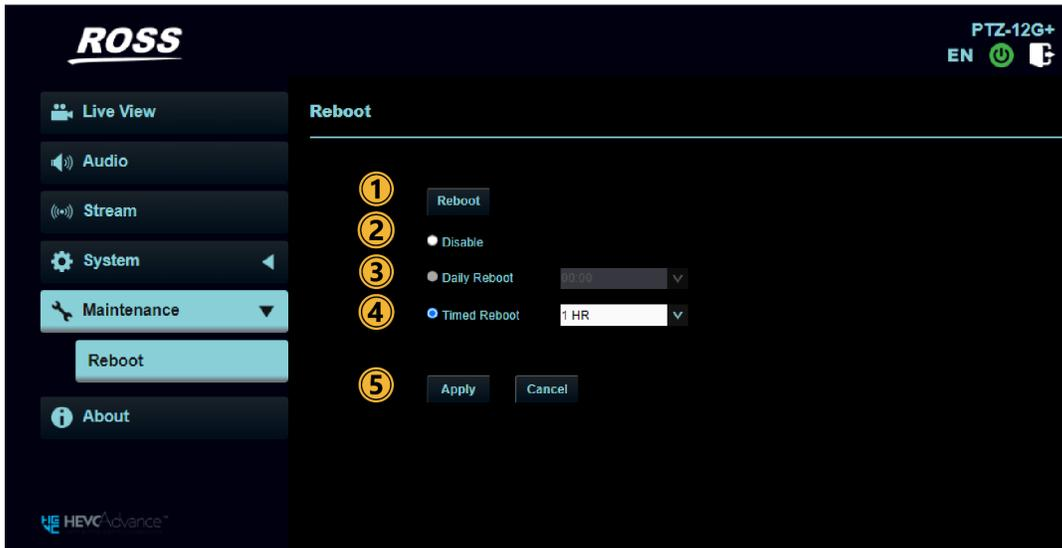 ROSS
PTZ-12G+
EN
Live View
Audio
Stream
System
Maintenance
Reboot
About
HEVCAdvance™
Reboot
1
Reboot
2
Disable
3
Daily Reboot 00:00
4
Timed Reboot 1 HR
5
Apply Cancel